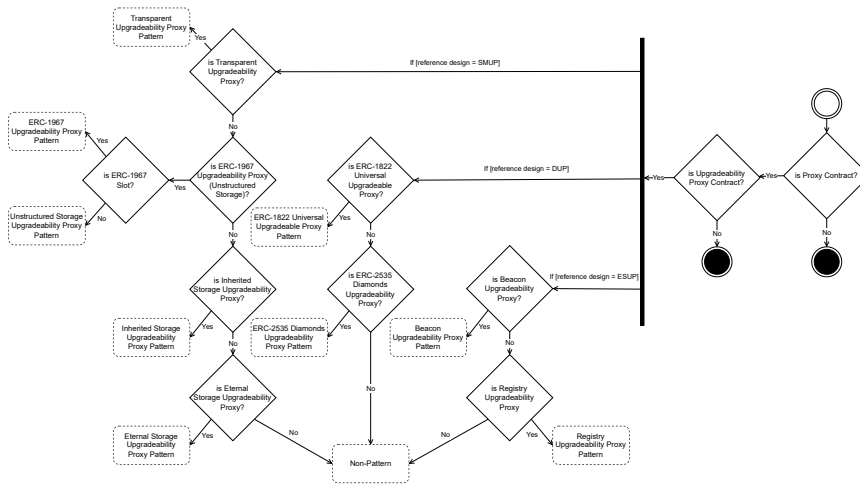 Transparent
Upgradeability Proxy
Pattern
Yes
is Transparent
Upgradeability
Proxy?
If [reference design = SMUP]
No
ERC-1967
Upgradeability Proxy
Pattern
Yes
is ERC-1967
Slot?
Yes
is ERC-1967
Upgradeability Proxy
(Unstructured
Storage)?
is ERC-1822
Universal
Upgradeable Proxy?
If [reference design = DUP]
Yes
is Upgradeability
Proxy Contract?
Yes
is Proxy Contract?
No
Unstructured Storage
Upgradeability Proxy
Pattern
Yes
ERC-1822 Universal
Upgradeable Proxy
Pattern
No
No
No
No
is Inherited
Storage Upgradeability
Proxy?
is ERC-2535
Diamonds
Upgradeability
Proxy?
is Beacon
Upgradeability
Proxy?
If [reference design = ESUP]
Yes
Inherited Storage
Upgradeability
Proxy Pattern
Yes
ERC-2535 Diamonds
Upgradeability
Proxy Pattern
Yes
Beacon
Upgradeability Proxy
Pattern
No
No
No
is Eternal
Storage Upgradeability
Proxy?
is Registry
Upgradeability
Proxy
Yes
Eternal Storage
Upgradeability
Proxy Pattern
No
Non-Pattern
No
Yes
Registry
Upgradeability Proxy
Pattern